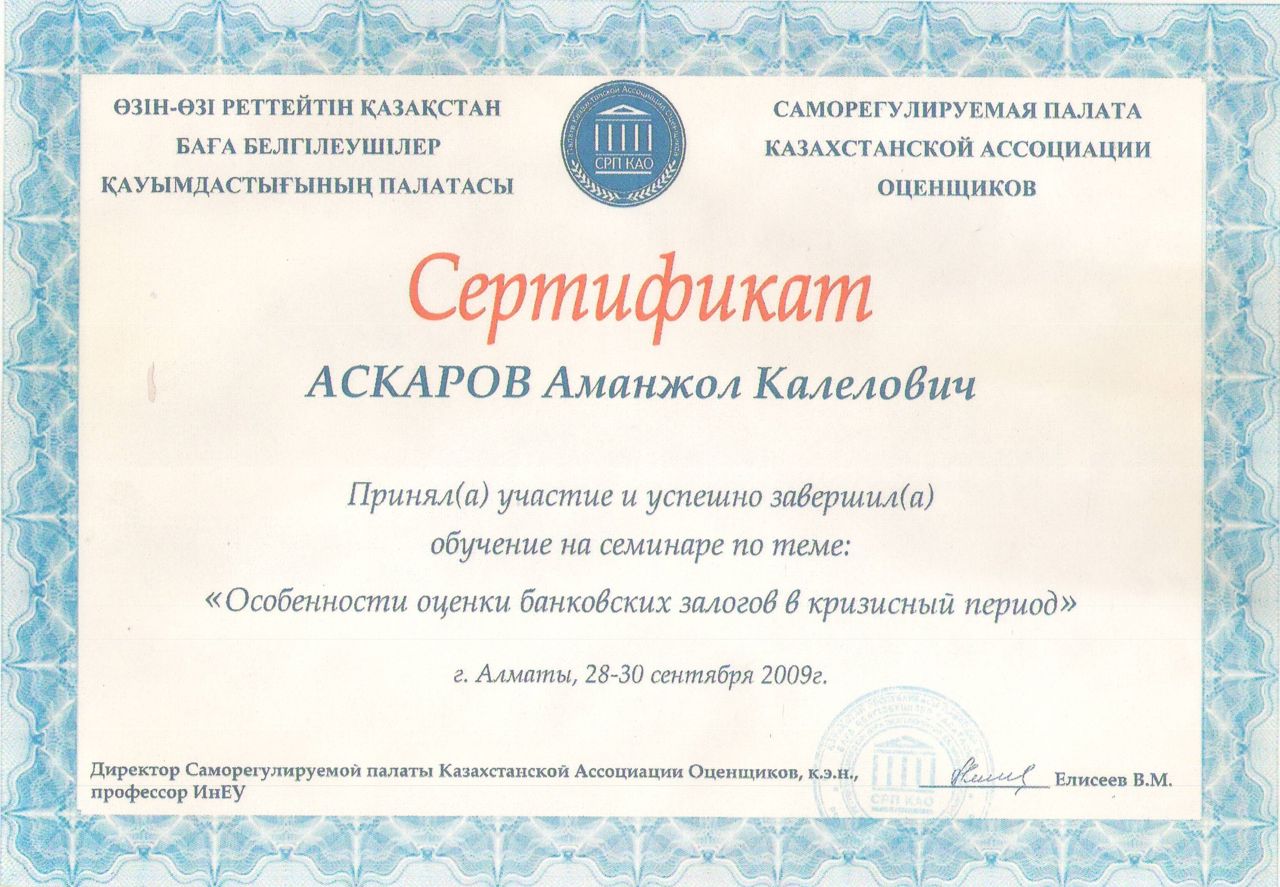 ӨЗІН-ӨЗІ РЕТТЕЙТІН ҚАЗАҚСТАН
БАҒА БЕЛГІЛЕУШІЛЕР
ҚАУЫМДАСТЫҒЫНЫҢ ПАЛАТАСЫ
СРП КАО
САМОРЕГУЛИРУЕМАЯ ПАЛАТА
КАЗАХСТАНСКОЙ АССОЦИАЦИИ
ОЦЕНЩИКОВ
Сертификат
АСКАРОВ Аманжол Калелович
Принял(а) участие и успешно завершил(а)
обучение на семинаре по теме:
«Особенности оценки банковских залогов в кризисный период»
г. Алматы, 28-30 сентября 2009г.
Директор Саморегулируемой палаты Казахстанской Ассоциации Оценщиков, к.э.н.,
профессор ИнЕУ
Елисеев В.М.
СРП КАО